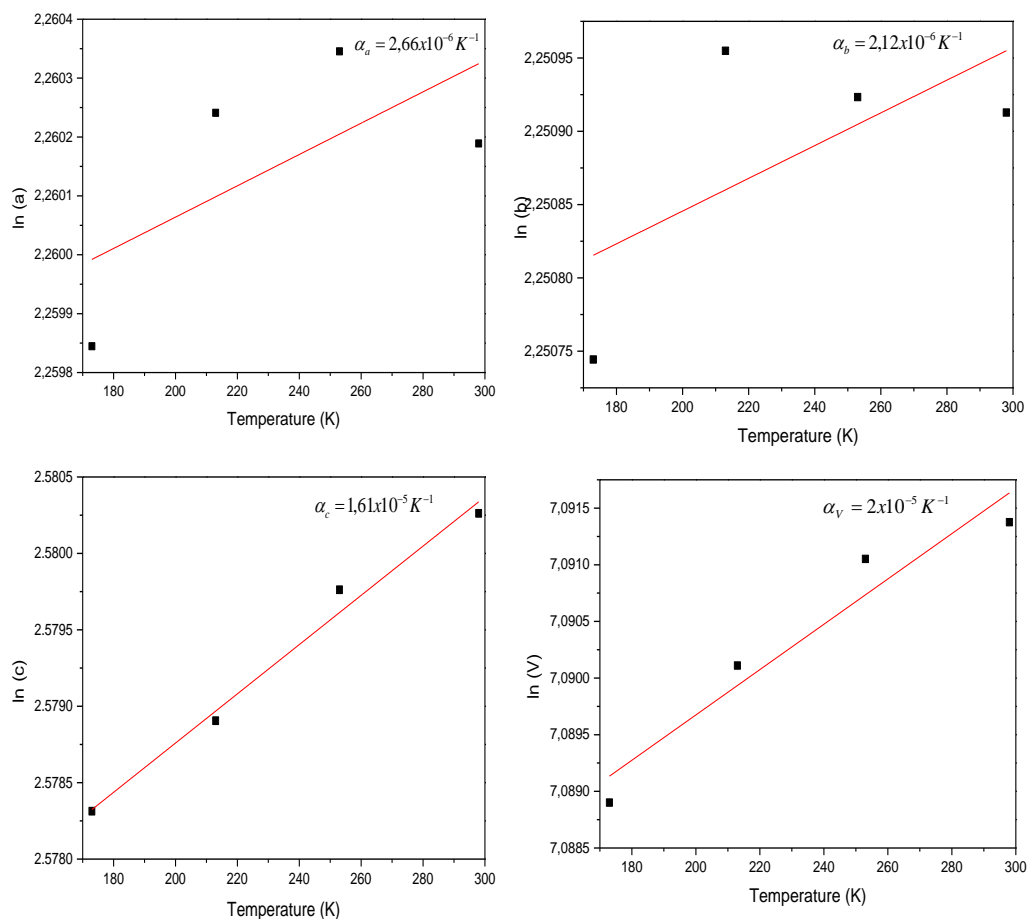 2,2604
2,2603
2,2602
2,2601
2,2600
2,2599
2,2598
ln (a)
α_a = 2,66x10⁻⁶ K⁻¹
180 200 220 240 260 280 300
Temperature (K)
2,25095
2,25090
2,25085
2,25080
2,25075
ln (b)
α_b = 2,12x10⁻⁶ K⁻¹
180 200 220 240 260 280 300
Temperature (K)
2.5805
2.5800
2.5795
2.5790
2.5785
2.5780
ln (c)
α_c = 1,61x10⁻⁵ K⁻¹
180 200 220 240 260 280 300
Temperature (K)
7,0915
7,0910
7,0905
7,0900
7,0895
7,0890
7,0885
ln (V)
α_V = 2x10⁻⁵ K⁻¹
180 200 220 240 260 280 300
Temperature (K)